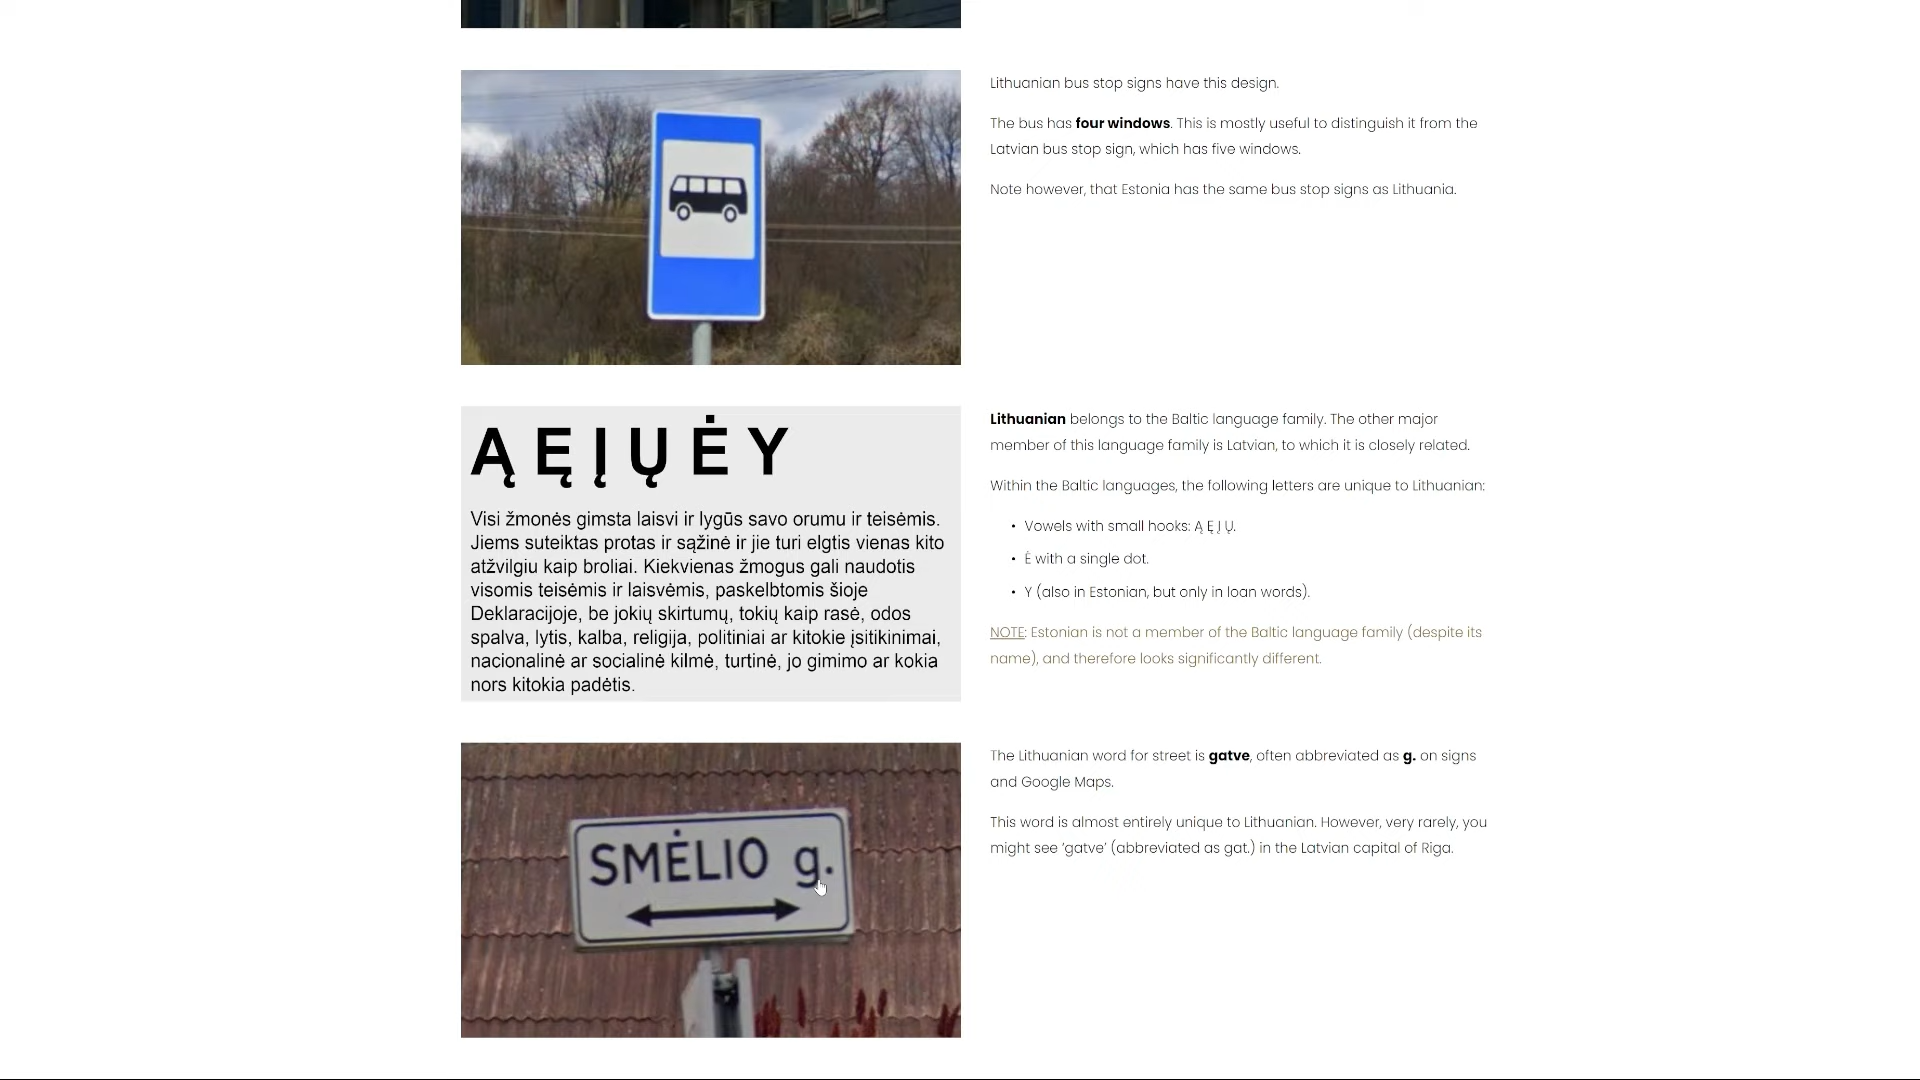 Lithuanian bus stop signs have this design.
The bus has four windows. This is mostly useful to distinguish it from the
Latvian bus stop sign, which has five windows.
Note however, that Estonia has the same bus stop signs as Lithuania.
Ą Ę Į Ų Ė Y
Visi žmonės gimsta laisvi ir lygūs savo orumu ir teisėmis.
Jiems suteiktas protas ir sąžinė ir jie turi elgtis vienas kito
atžvilgiu kaip broliai. Kiekvienas žmogus gali naudotis
visomis teisėmis ir laisvėmis, paskelbtomis šioje
Deklaracijoje, be jokių skirtumų, tokių kaip rasė, odos
spalva, lytis, kalba, religija, politiniai ar kitokie įsitikinimai,
nacionalinė ar socialinė kilmė, turtinė, jo gimimo ar kokia
nors kitokia padėtis.
Lithuanian belongs to the Baltic language family. The other major
member of this language family is Latvian, to which it is closely related.
Within the Baltic languages, the following letters are unique to Lithuanian:
• Vowels with small hooks: Ą Ę Į Ų.
• Ė with a single dot.
• Y (also in Estonian, but only in loan words).
NOTE: Estonian is not a member of the Baltic language family (despite its
name), and therefore looks significantly different.
SMĖLIO g.
The Lithuanian word for street is gatve, often abbreviated as g. on signs
and Google Maps.
This word is almost entirely unique to Lithuanian. However, very rarely, you
might see ‘gatve’ (abbreviated as gat.) in the Latvian capital of Riga.